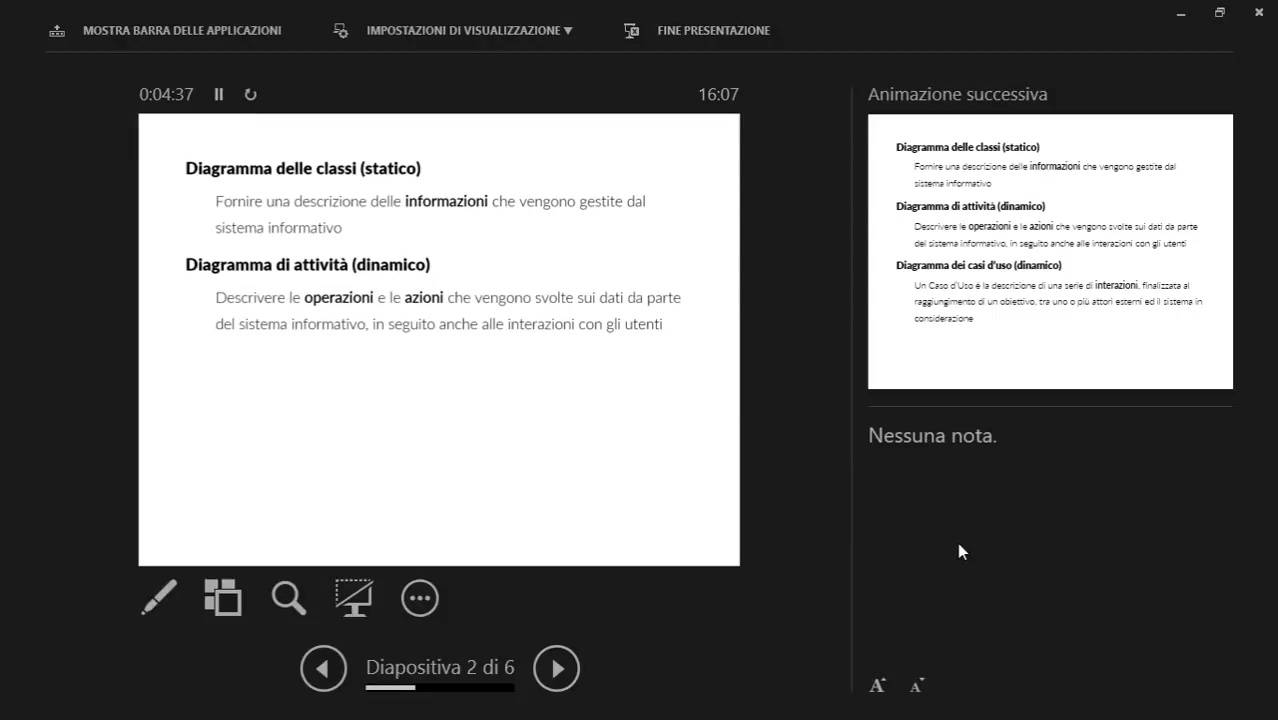 MOSTRA BARRA DELLE APPLICAZIONI
IMPOSTAZIONI DI VISUALIZZAZIONE ▼
FINE PRESENTAZIONE
0:04:37
16:07
Diagramma delle classi (statico)
Fornire una descrizione delle informazioni che vengono gestite dal
sistema informativo
Diagramma di attività (dinamico)
Descrivere le operazioni e le azioni che vengono svolte sui dati da parte
del sistema informativo, in seguito anche alle interazioni con gli utenti
Diapositiva 2 di 6
Animazione successiva
Diagramma delle classi (statico)
Fornire una descrizione delle informazioni che vengono gestite dal
sistema informativo
Diagramma di attività (dinamico)
Descrivere le operazioni e le azioni che vengono svolte sui dati da parte
del sistema informativo, in seguito anche alle interazioni con gli utenti
Diagramma dei casi d'uso (dinamico)
Un Caso d'Uso è la descrizione di una serie di interazioni, finalizzata al
raggiungimento di un obiettivo, tra uno o più attori esterni ed il sistema in
considerazione
Nessuna nota.
A A